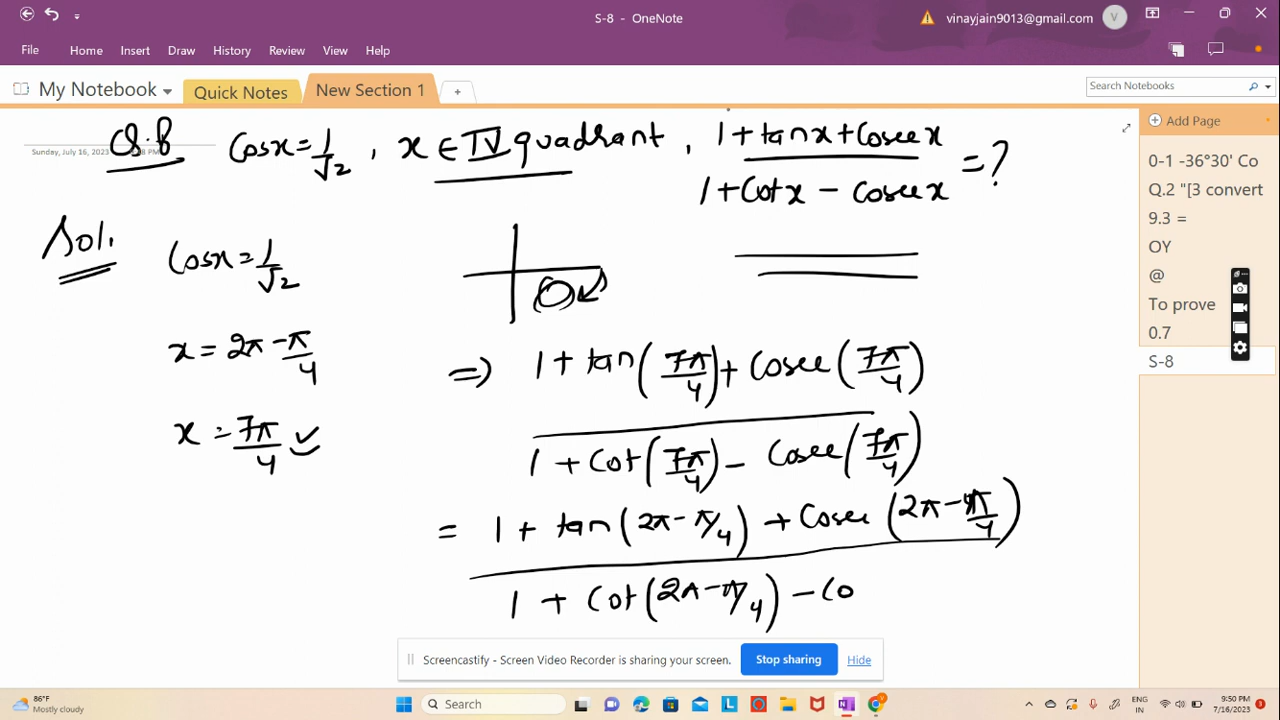 S-8 - OneNote
vinayjain9013@gmail.com
V
File
Home
Insert
Draw
History
Review
View
Help
My Notebook
Quick Notes
New Section 1
+
Search Notebooks
Add Page
0-1 -36°30' Co
Q.2 "[3 convert
9.3 =
OY
@
To prove
0.7
S-8
Sunday, July 16, 2023
Q.8 Cosx = 1/√2 , x ∈ IV quadrant , (1 + tanx + Cosec x)/(1 + Cot x - cosec x) = ?
Sol.
Cosx = 1/√2
x = 2π - π/4
x = 7π/4
=> 1 + tan(7π/4) + Cosec(7π/4)
1 + Cot(7π/4) - Cosec(7π/4)
= 1 + tan(2π - π/4) + Cosec(2π - π/4)
1 + Cot(2π - π/4) - Co
Screencastify - Screen Video Recorder is sharing your screen.
Stop sharing
Hide
86°F
Mostly cloudy
Search
ENG
IN
9:50 PM
7/16/2023